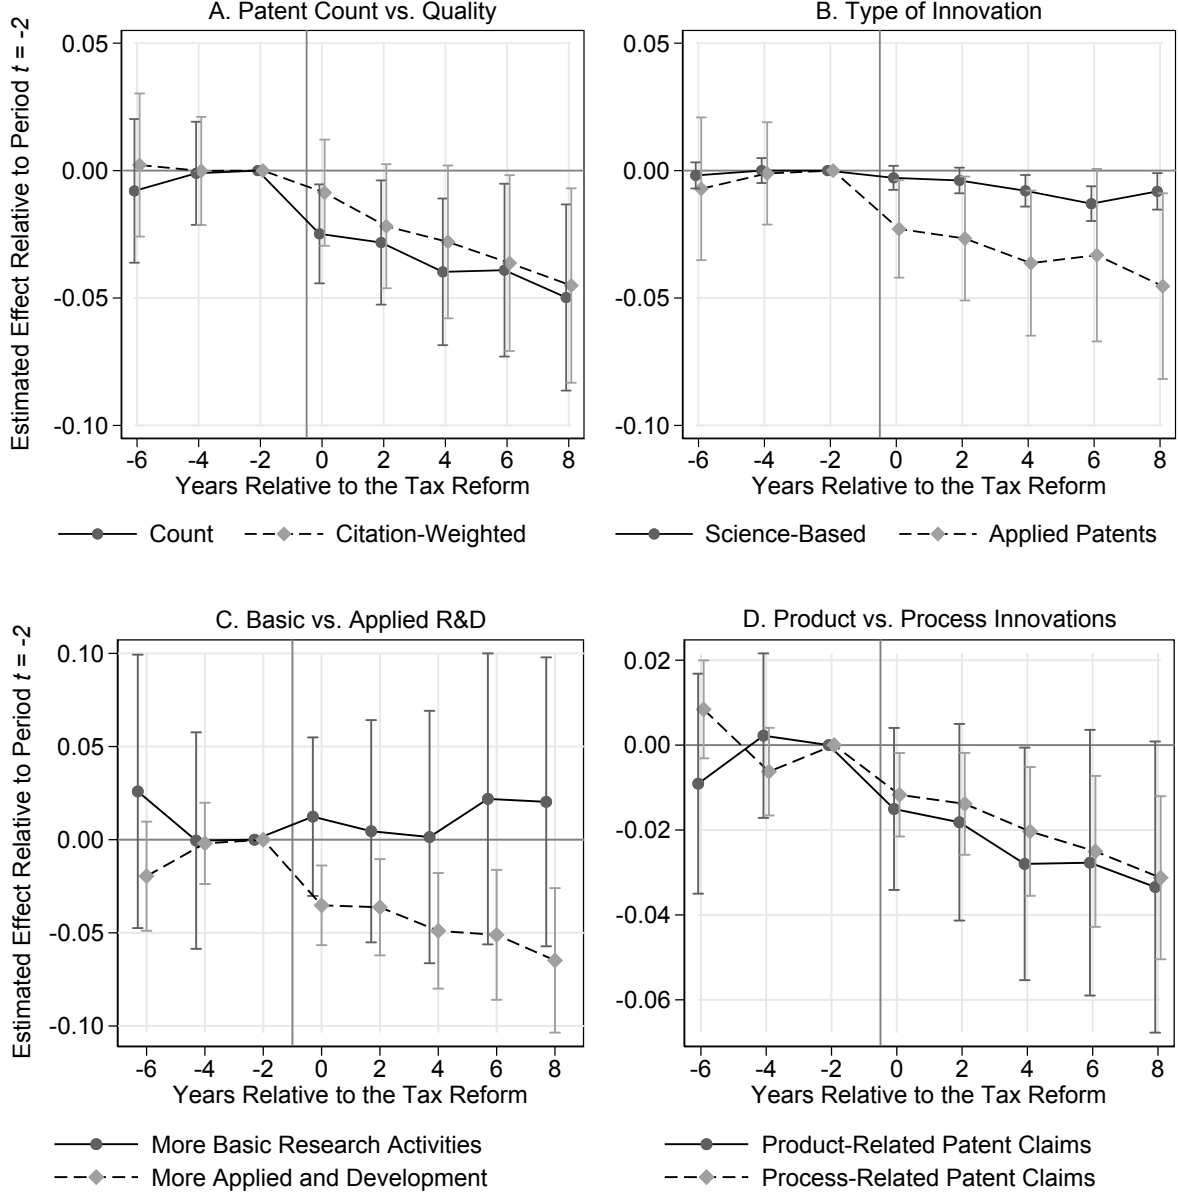 A. Patent Count vs. Quality
Estimated Effect Relative to Period t = -2
0.05
0.00
-0.05
-0.10
-6 -4 -2 0 2 4 6 8
Years Relative to the Tax Reform
Count Citation-Weighted
B. Type of Innovation
0.05
0.00
-0.05
-0.10
-6 -4 -2 0 2 4 6 8
Years Relative to the Tax Reform
Science-Based Applied Patents
C. Basic vs. Applied R&D
Estimated Effect Relative to Period t = -2
0.10
0.05
0.00
-0.05
-0.10
-6 -4 -2 0 2 4 6 8
Years Relative to the Tax Reform
More Basic Research Activities
More Applied and Development
D. Product vs. Process Innovations
0.02
0.00
-0.02
-0.04
-0.06
-6 -4 -2 0 2 4 6 8
Years Relative to the Tax Reform
Product-Related Patent Claims
Process-Related Patent Claims